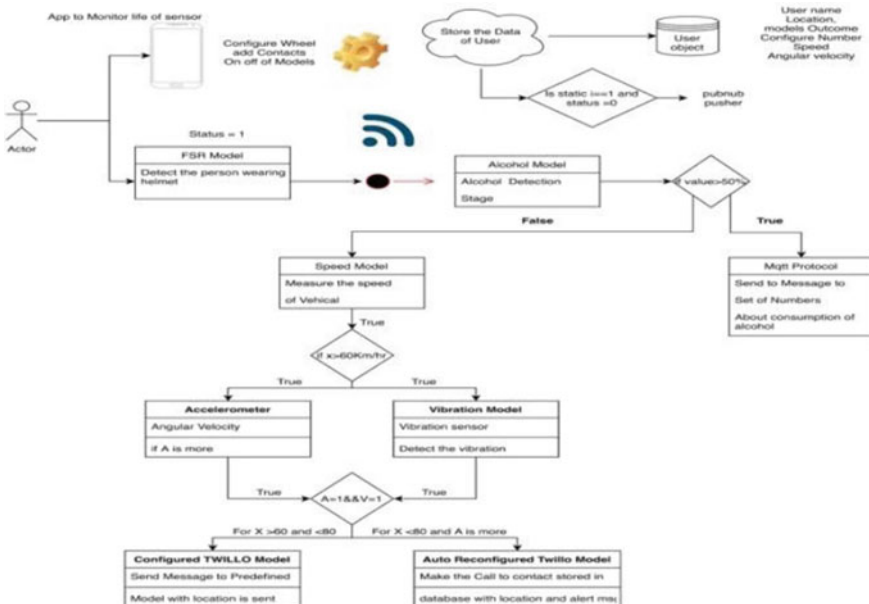 App to Monitor life of sensor
Configure Wheel
add Contacts
On off of Models
Store the Data
of User
User
object
User name
Location,
models Outcome
Configure Number
Speed
Angular velocity
Is static i==1 and
status =0
pubnub
pusher
Actor
Status = 1
FSR Model
Detect the person wearing
helmet
Alcohol Model
Alcohol Detection
Stage
if value>50%
False
True
Speed Model
Measure the speed
of Vehical
Mqtt Protocol
Send to Message to
Set of Numbers
About consumption of
alcohol
True
if x>60Km/hr
True
True
Accelerometer
Angular Velocity
if A is more
Vibration Model
Vibration sensor
Detect the vibration
True
A=1&&V=1
True
For X >60 and <80
For X <80 and A is more
Configured TWILLO Model
Send Message to Predefined
Model with location is sent
Auto Reconfigured Twillo Model
Make the Call to contact stored in
database with location and alert msg